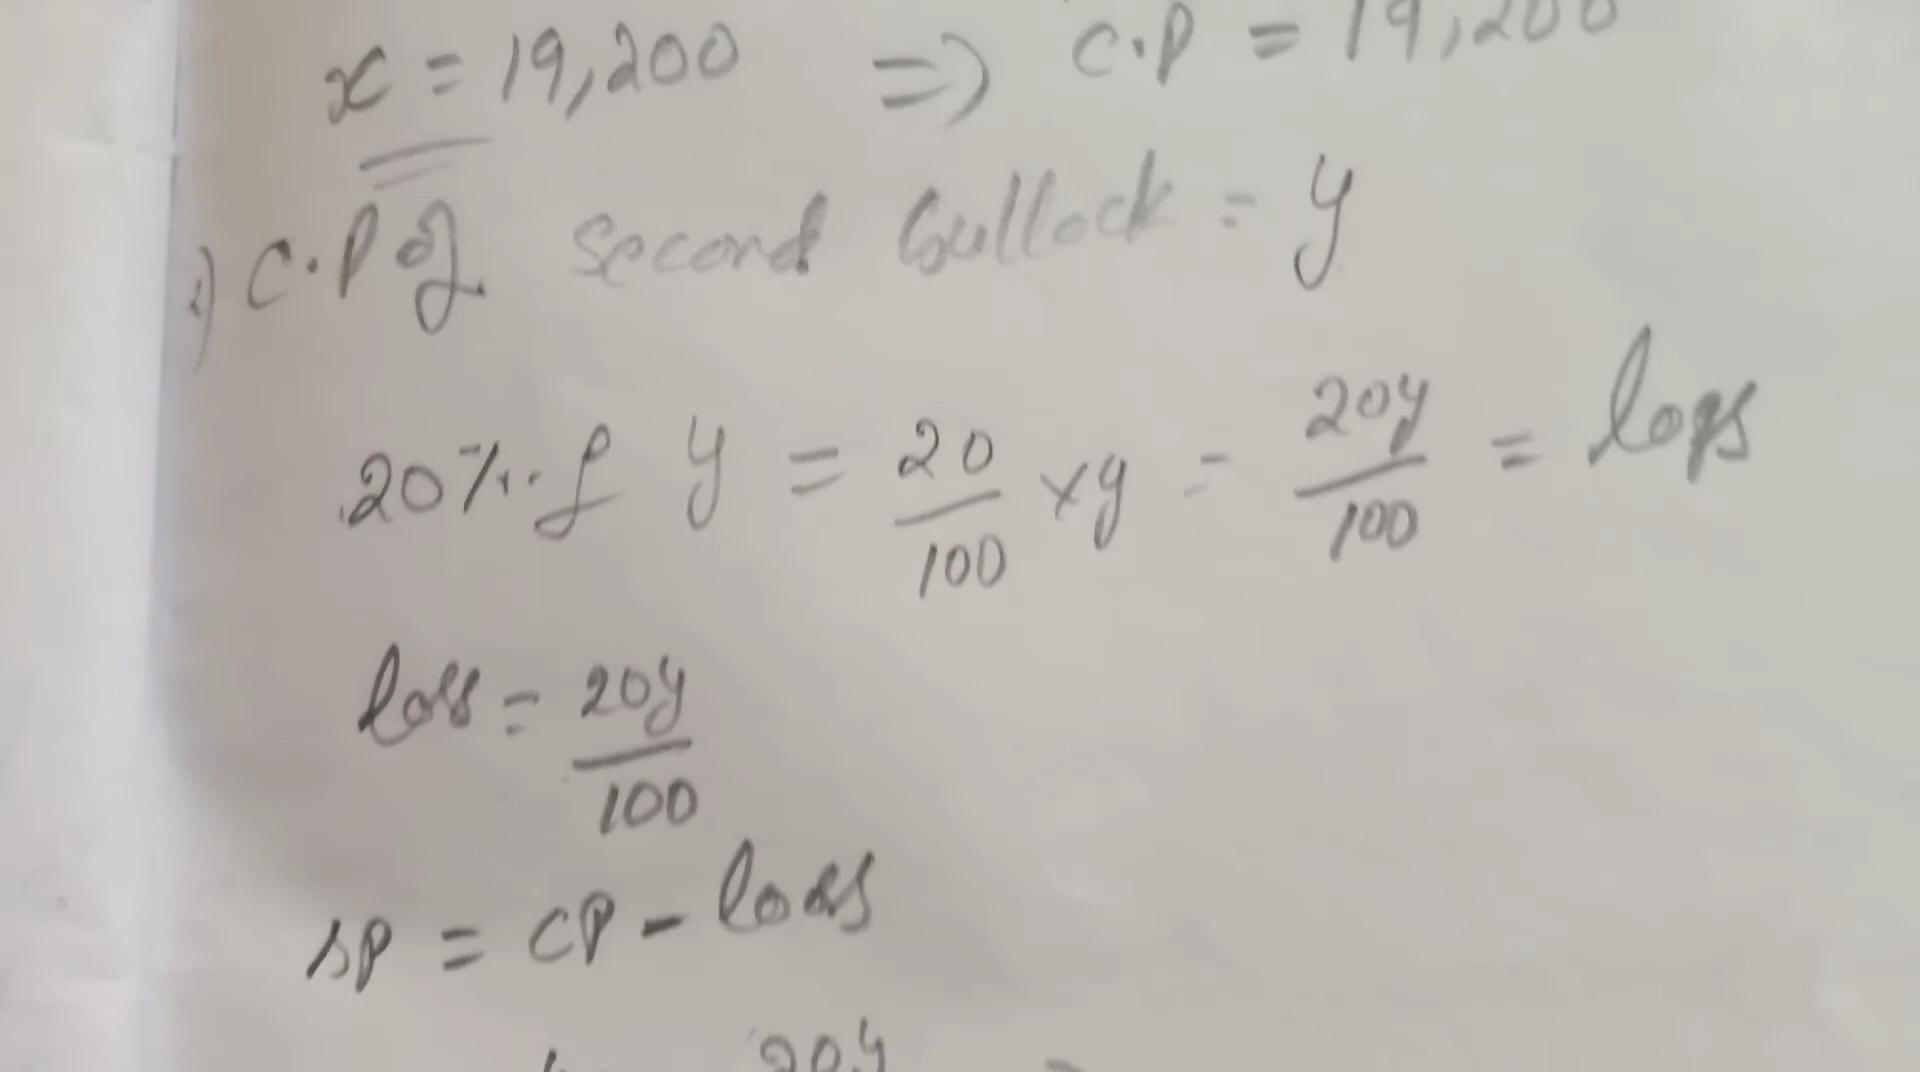 x = 19,200 => C.P = 19,200
C.P of second bullock = y
20% of y = 20/100 × y = 20y/100 = loss
loss = 20y/100
SP = CP - loss
20y